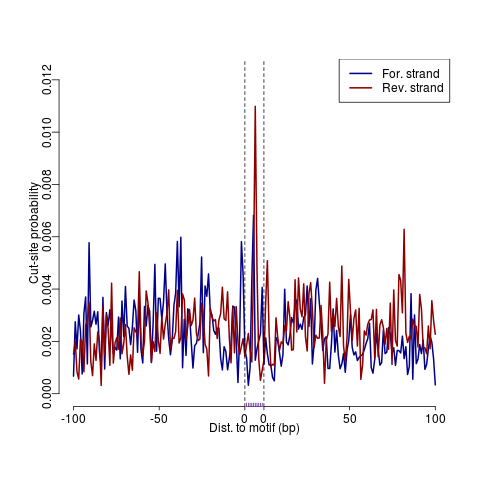 For. strand
Rev. strand
Cut-site probability
0.012
0.010
0.008
0.006
0.004
0.002
0.000
-100 -50 0 0 50 100
Dist. to motif (bp)